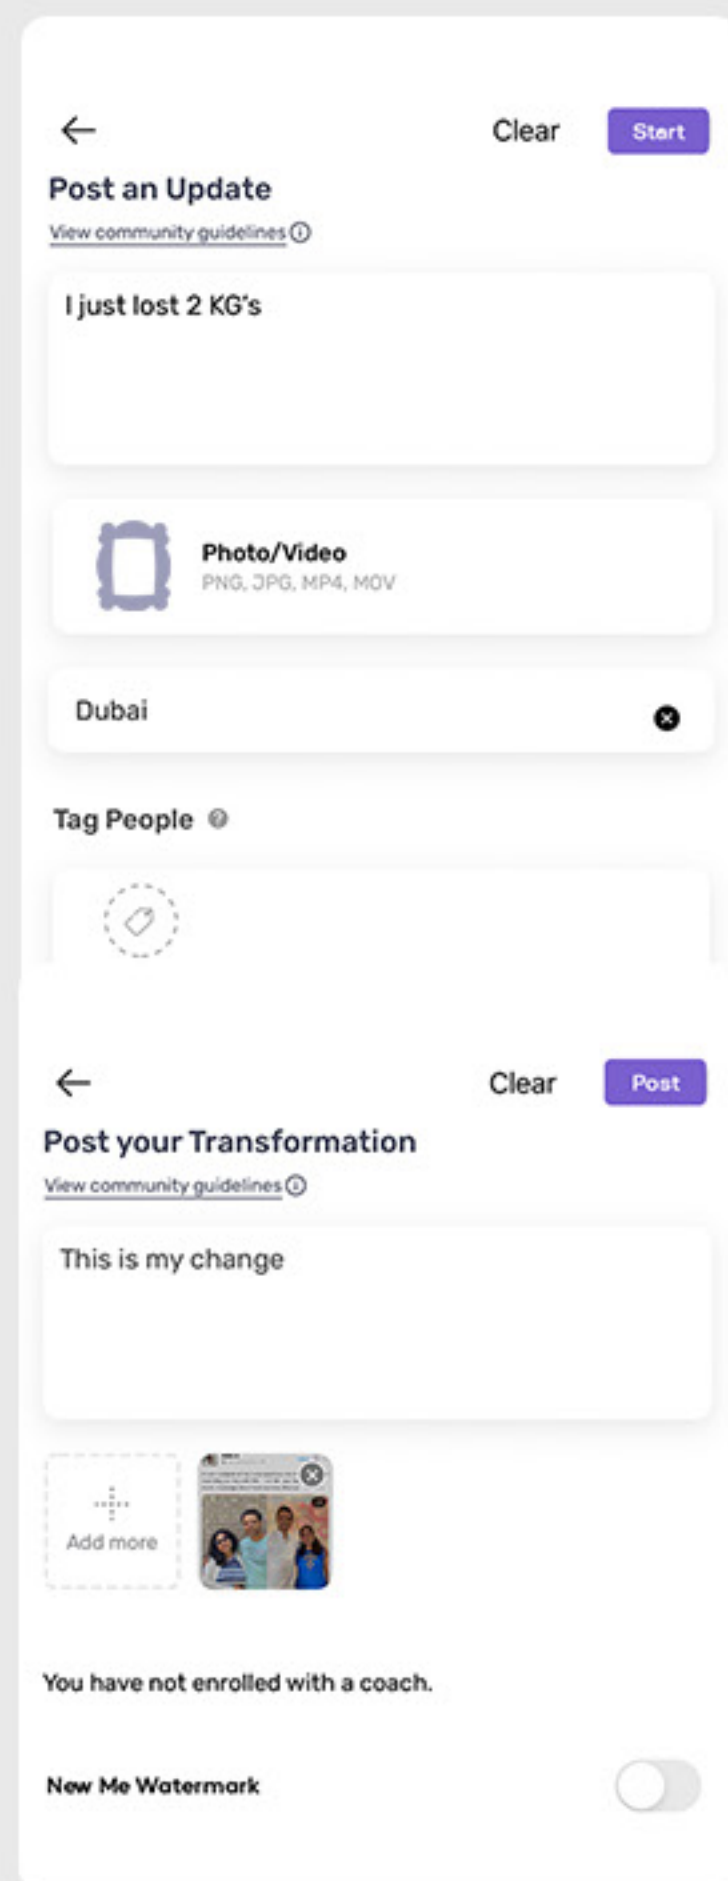 Clear
Start
Post an Update
View community guidelines
I just lost 2 KG's
Photo/Video
PNG, JPG, MP4, MOV
Dubai
Tag People
Clear
Post
Post your Transformation
View community guidelines
This is my change
Add more
You have not enrolled with a coach.
New Me Watermark